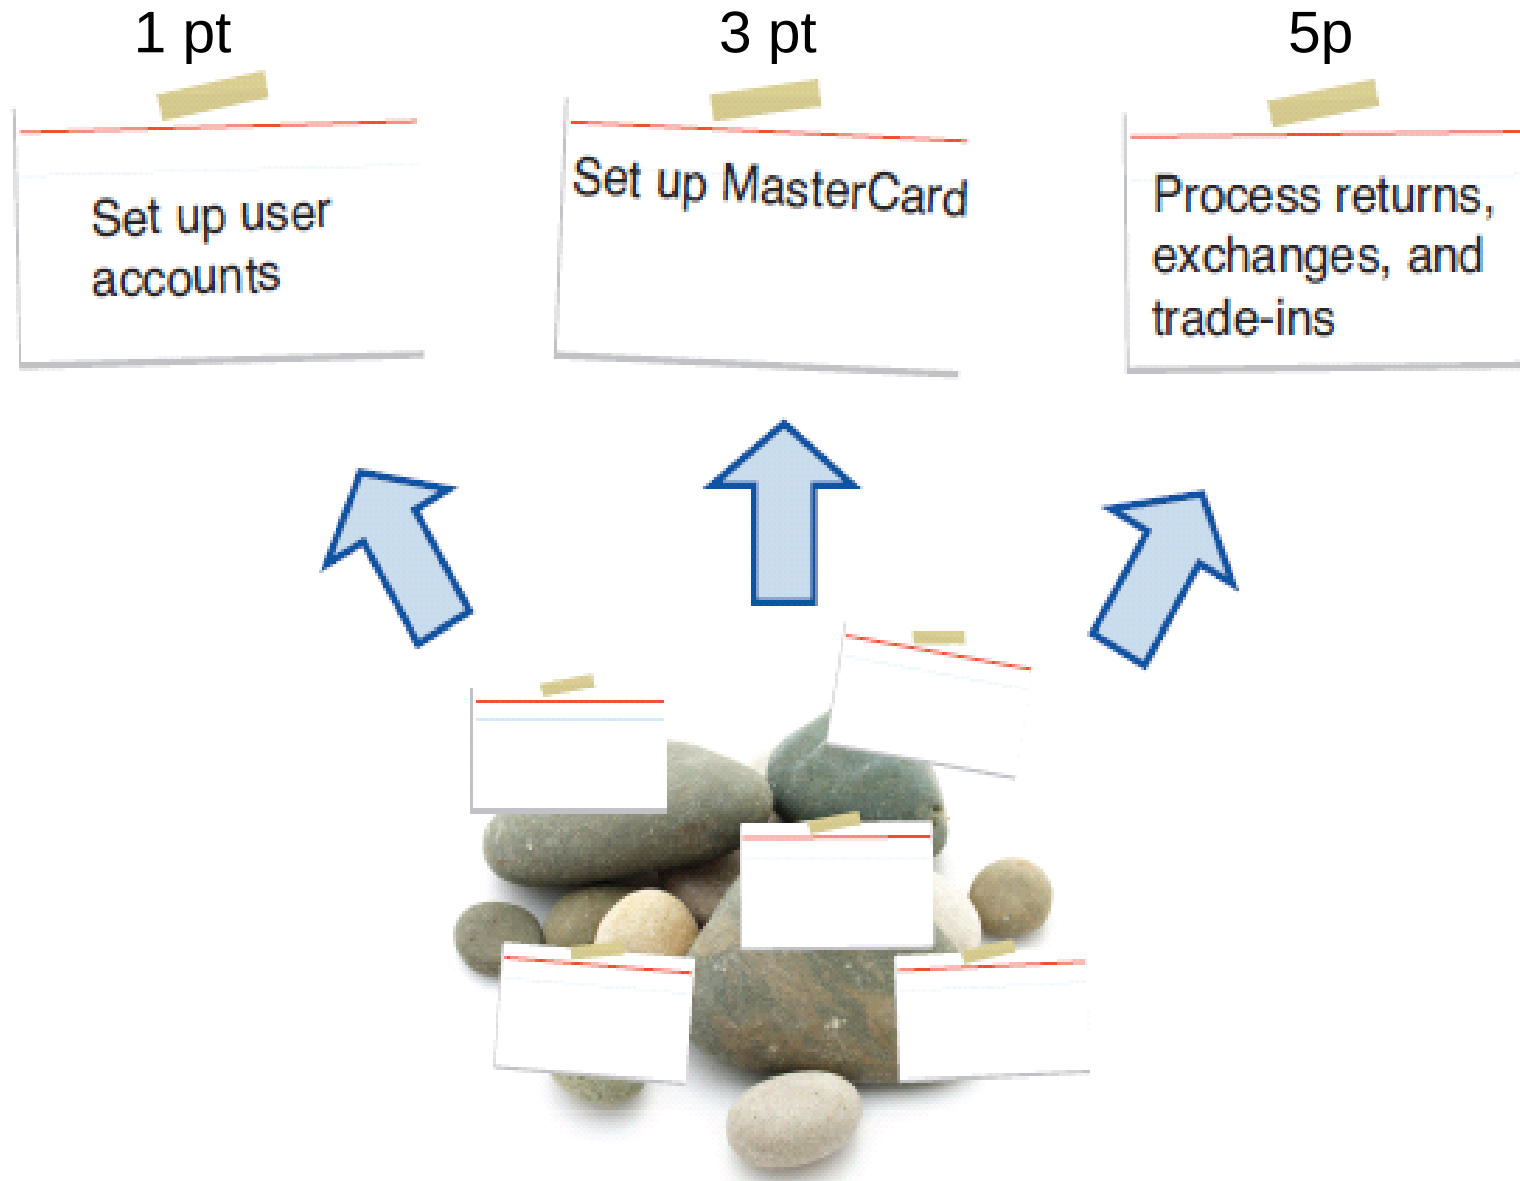 1 pt
3 pt
5p
Set up user
accounts
Set up MasterCard
Process returns,
exchanges, and
trade-ins